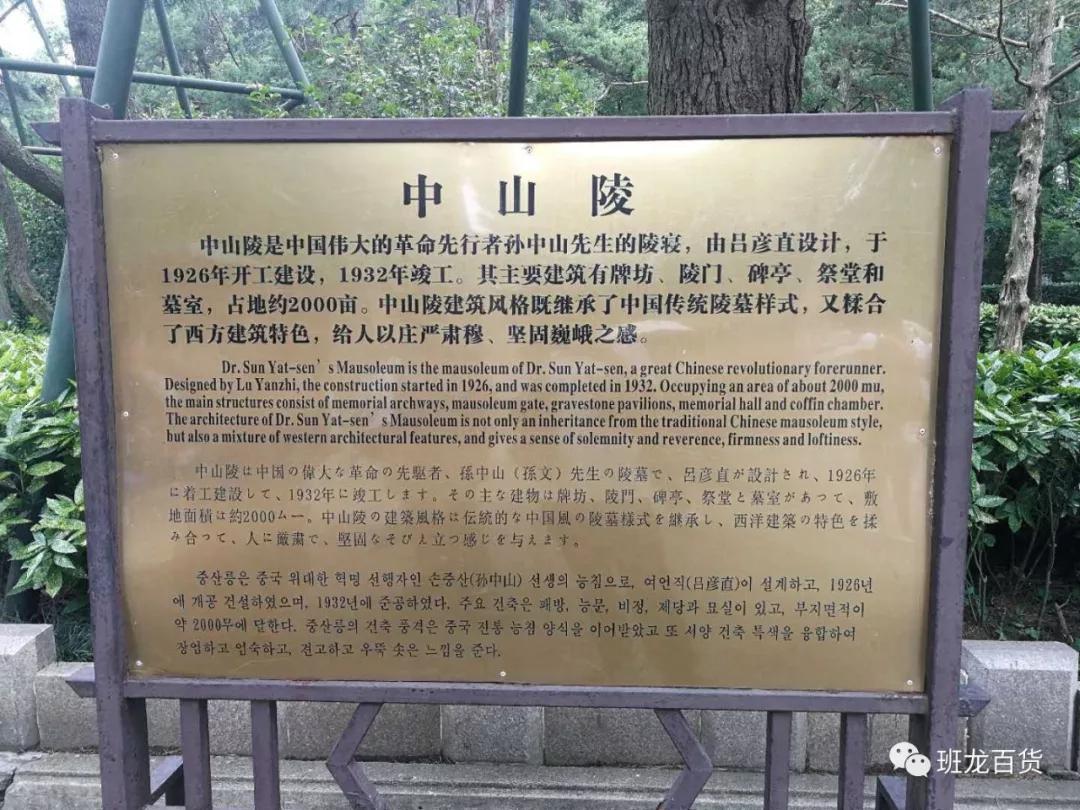 中山陵
中山陵是中国伟大的革命先行者孙中山先生的陵寝，由吕彦直设计，于
1926年开工建设，1932年竣工。其主要建筑有牌坊、陵门、碑亭、祭堂和
墓室，占地约2000亩。中山陵建筑风格既继承了中国传统陵墓样式，又糅合
了西方建筑特色，给人以庄严肃穆、坚固巍峨之感。
Dr. Sun Yat-sen's Mausoleum is the mausoleum of Dr. Sun Yat-sen, a great Chinese revolutionary forerunner.
Designed by Lu Yanzhi, the construction started in 1926, and was completed in 1932. Occupying an area of about 2000 mu,
the main structures consist of memorial archways, mausoleum gate, gravestone pavilions, memorial hall and coffin chamber.
The architecture of Dr. Sun Yat-sen's Mausoleum is not only an inheritance from the traditional Chinese mausoleum style,
but also a mixture of western architectural features, and gives a sense of solemnity and reverence, firmness and loftiness.
中山陵は中国の偉大な革命の先駆者、孫中山（孫文）先生の陵墓で、呂彦直が設計され、1926年
に着工建設して、1932年に竣工します。その主な建物は牌坊、陵門、碑亭、祭堂と墓室があつて、敷
地面積は約2000ムー。中山陵の建築風格は伝統的な中国風の陵墓様式を継承し、西洋建築の特色を揉
み合って、人に厳粛で、堅固なそびえ立つ感じを与えます。
중산릉은 중국 위대한 혁명 선행자인 손중산(孙中山) 선생의 능침으로, 여언직(吕彦直)이 설계하고, 1926년
에 개공 건설하였으며, 1932년에 준공하였다. 주요 건축은 패방, 능문, 비정, 제당과 묘실이 있고, 부지면적이
약 2000무에 달한다. 중산릉의 건축 풍격은 중국 전통 능침 양식을 이어받았고 또 서양 건축 특색을 융합하여
장엄하고 엄숙하고, 견고하고 우뚝 솟은 느낌을 준다.
班龙百货